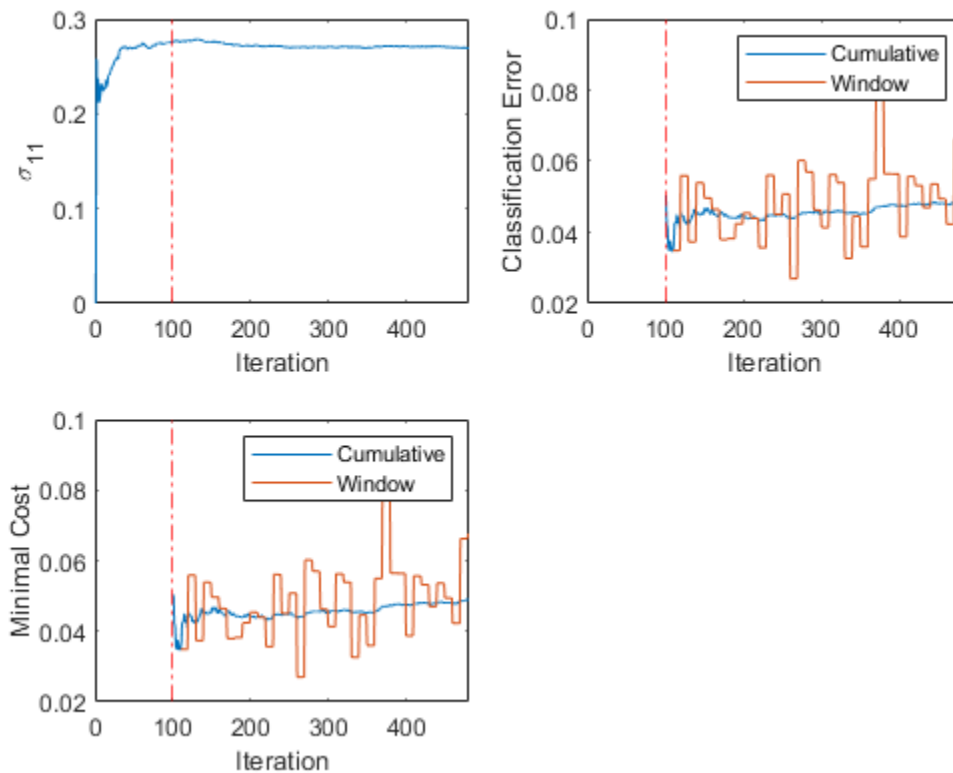 0.3
0.2
0.1
0
σ11
0 100 200 300 400
Iteration
0.1
0.08
0.06
0.04
0.02
Classification Error
Cumulative
Window
0 100 200 300 400
Iteration
0.1
0.08
0.06
0.04
0.02
Minimal Cost
Cumulative
Window
0 100 200 300 400
Iteration